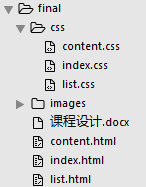 final
css
content.css
index.css
list.css
images
课程设计.docx
content.html
index.html
list.html